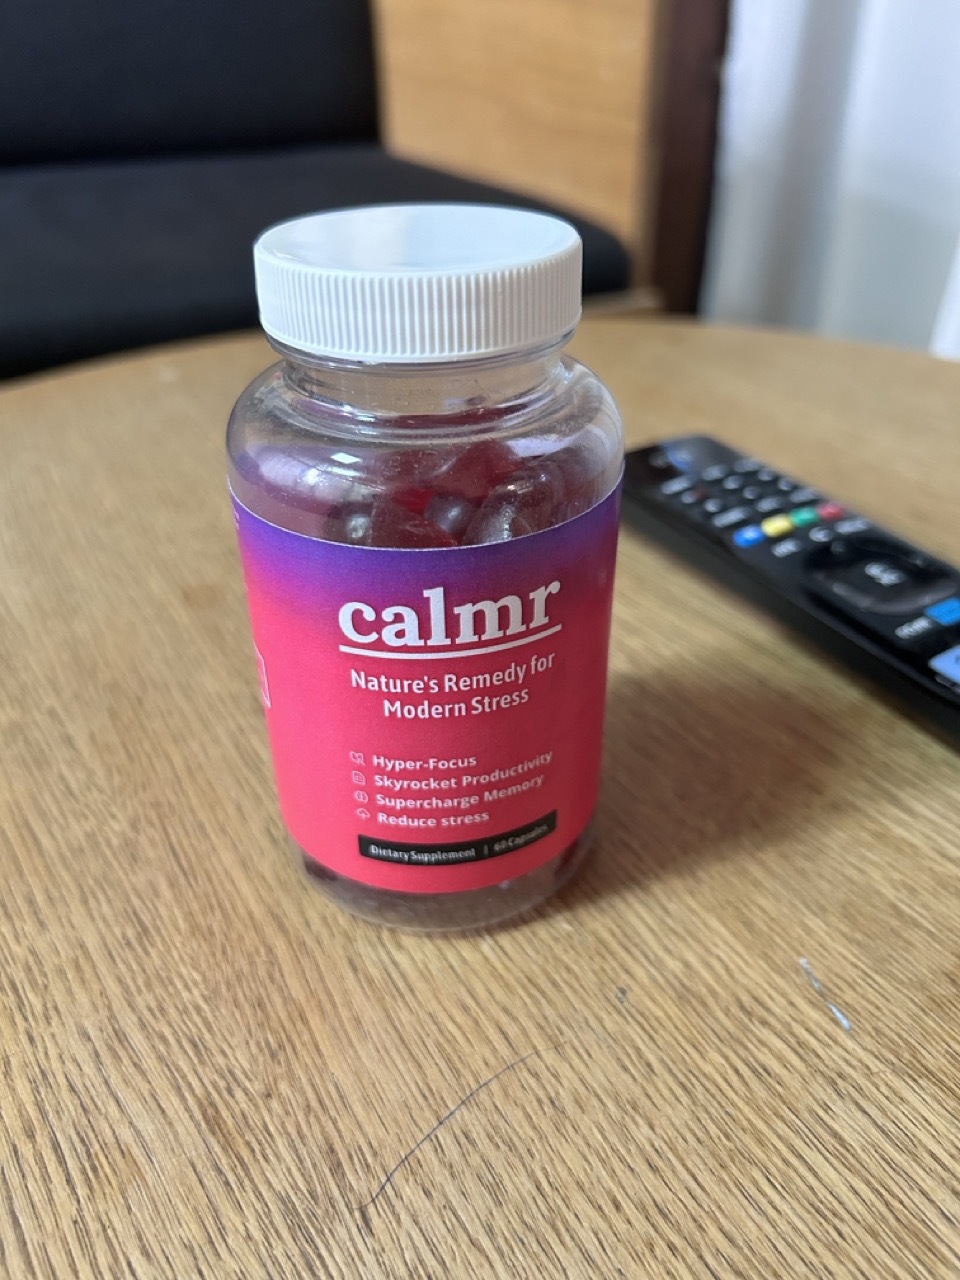 calmr
Nature's Remedy for
Modern Stress
Hyper-Focus
Skyrocket Productivity
Supercharge Memory
Reduce stress
Dietary Supplement | 60 Capsules